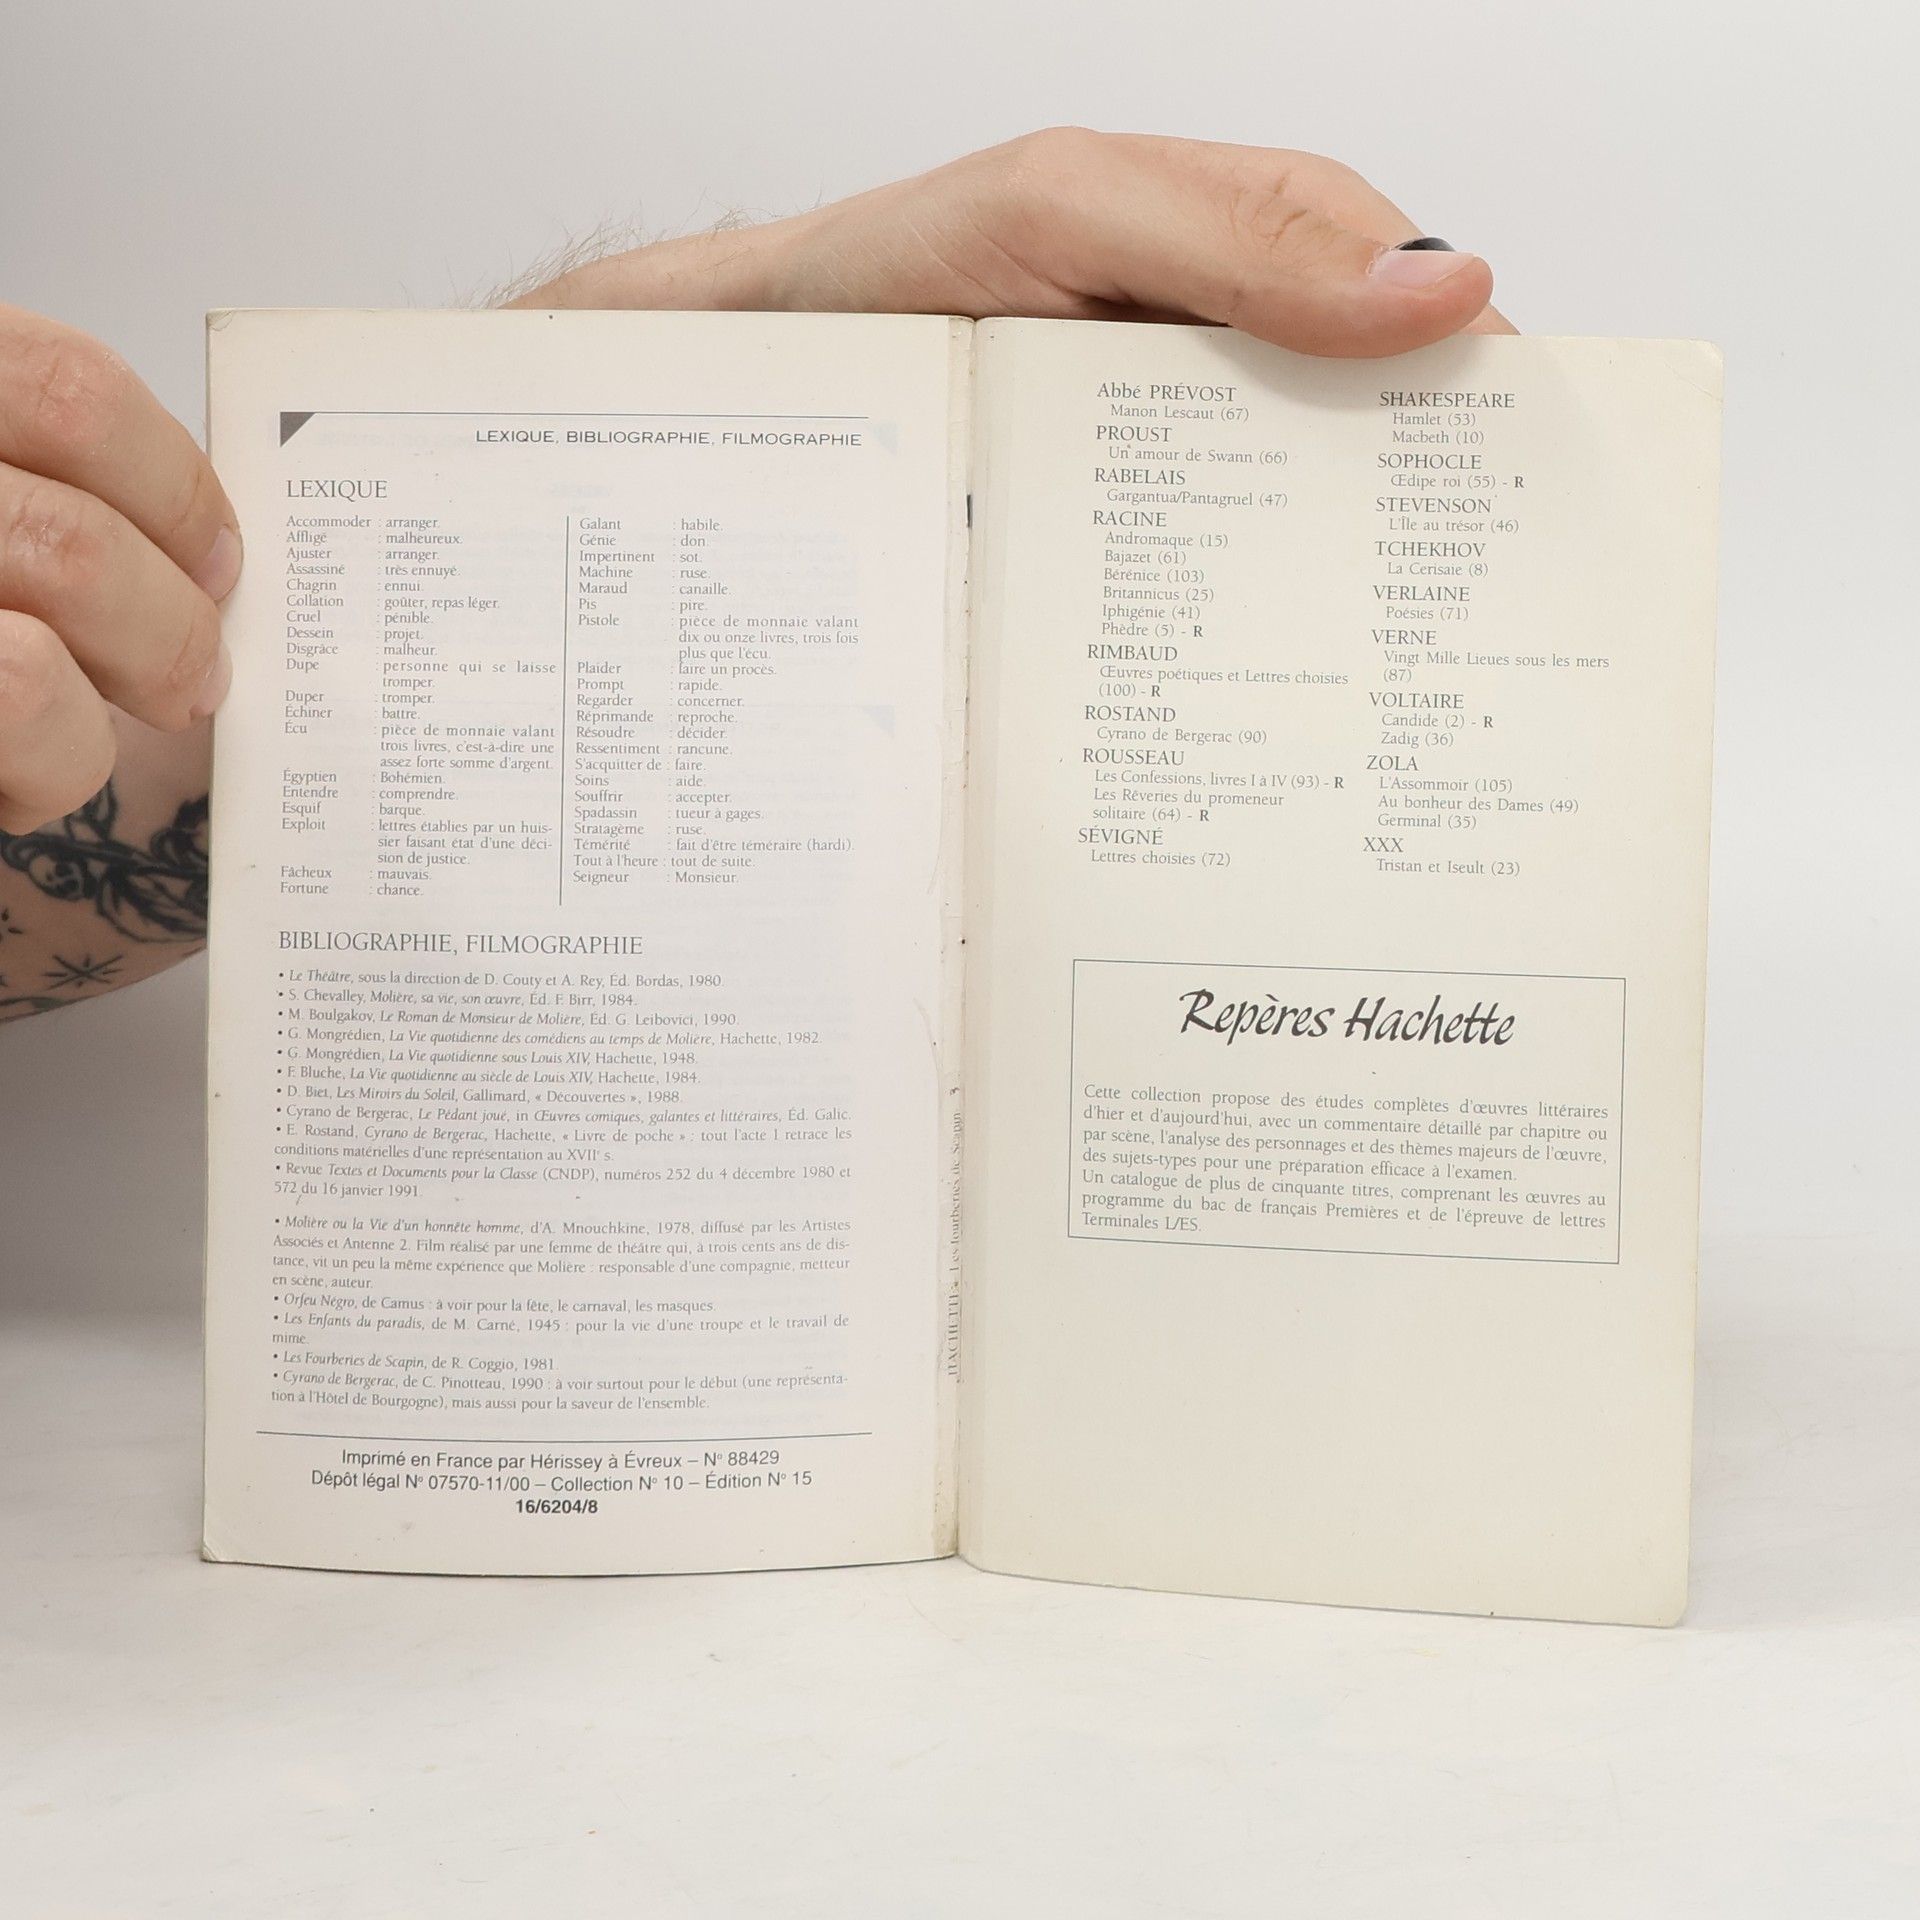 LEXIQUE, BIBLIOGRAPHIE, FILMOGRAPHIE
LEXIQUE
Accommoder : arranger.
Affligé : malheureux.
Ajuster : arranger.
Assassiné : très ennuyé.
Chagrin : ennui.
Collation : goûter, repas léger.
Cruel : pénible.
Dessein : projet.
Disgrâce : malheur.
Dupe : personne qui se laisse
tromper.
Duper : tromper.
Échiner : battre.
Écu : pièce de monnaie valant
trois livres, c'est-à-dire une
assez forte somme d'argent.
Égyptien : Bohémien.
Entendre : comprendre.
Esquif : barque.
Exploit : lettres établies par un huis-
sier faisant état d'une déci-
sion de justice.
Fâcheux : mauvais.
Fortune : chance.
Galant : habile.
Génie : don.
Impertinent : sot.
Machine : ruse.
Maraud : canaille.
Pis : pire.
Pistole : pièce de monnaie valant
dix ou onze livres, trois fois
plus que l'écu.
Plaider : faire un procès.
Prompt : rapide.
Regarder : concerner.
Réprimande : reproche.
Résoudre : décider.
Ressentiment : rancune.
S'acquitter de : faire.
Soins : aide.
Souffrir : accepter.
Spadassin : tueur à gages.
Stratagème : ruse.
Témérité : fait d'être téméraire (hardi).
Tout à l'heure : tout de suite.
Seigneur : Monsieur.
BIBLIOGRAPHIE, FILMOGRAPHIE
• Le Théâtre, sous la direction de D. Couty et A. Rey, Éd. Bordas, 1980.
• S. Chevalley, Molière, sa vie, son œuvre, Éd. F. Birr, 1984.
• M. Boulgakov, Le Roman de Monsieur de Molière, Éd. G. Leibovici, 1990.
• G. Mongrédien, La Vie quotidienne des comédiens au temps de Molière, Hachette, 1982.
• G. Mongrédien, La Vie quotidienne sous Louis XIV, Hachette, 1948.
• F. Bluche, La Vie quotidienne au siècle de Louis XIV, Hachette, 1984.
• D. Biet, Les Miroirs du Soleil, Gallimard, « Découvertes », 1988.
• Cyrano de Bergerac, Le Pédant joué, in Œuvres comiques, galantes et littéraires, Éd. Galic.
• E. Rostand, Cyrano de Bergerac, Hachette, « Livre de poche » : tout l'acte I retrace les
conditions matérielles d'une représentation au XVIIe s.
• Revue Textes et Documents pour la Classe (CNDP), numéros 252 du 4 décembre 1980 et
572 du 16 janvier 1991.
• Molière ou la Vie d'un honnête homme, d'A. Mnouchkine, 1978, diffusé par les Artistes
Associés et Antenne 2. Film réalisé par une femme de théâtre qui, à trois cents ans de dis-
tance, vit un peu la même expérience que Molière : responsable d'une compagnie, metteur
en scène, auteur.
• Orfeu Negro, de Camus : à voir pour la fête, le carnaval, les masques.
• Les Enfants du paradis, de M. Carné, 1945 : pour la vie d'une troupe et le travail de
mime.
• Les Fourberies de Scapin, de R. Coggio, 1981.
• Cyrano de Bergerac, de C. Pinotteau, 1990 : à voir surtout pour le début (une représenta-
tion à l'Hôtel de Bourgogne), mais aussi pour la saveur de l'ensemble.
Imprimé en France par Hérissey à Évreux – N° 88429
Dépôt légal N° 07570-11/00 – Collection N° 10 – Édition N° 15
16/6204/8
HACHETTE. Les fourberies de Scapin 3
Abbé PRÉVOST
Manon Lescaut (67)
PROUST
Un amour de Swann (66)
RABELAIS
Gargantua/Pantagruel (47)
RACINE
Andromaque (15)
Bajazet (61)
Bérénice (103)
Britannicus (25)
Iphigénie (41)
Phèdre (5) - R
RIMBAUD
Œuvres poétiques et Lettres choisies
(100) - R
ROSTAND
Cyrano de Bergerac (90)
ROUSSEAU
Les Confessions, livres I à IV (93) - R
Les Rêveries du promeneur
solitaire (64) - R
SÉVIGNÉ
Lettres choisies (72)
SHAKESPEARE
Hamlet (53)
Macbeth (10)
SOPHOCLE
Œdipe roi (55) - R
STEVENSON
L'Île au trésor (46)
TCHEKHOV
La Cerisaie (8)
VERLAINE
Poésies (71)
VERNE
Vingt Mille Lieues sous les mers
(87)
VOLTAIRE
Candide (2) - R
Zadig (36)
ZOLA
L'Assommoir (105)
Au bonheur des Dames (49)
Germinal (35)
XXX
Tristan et Iseult (23)
Repères Hachette
Cette collection propose des études complètes d'œuvres littéraires
d'hier et d'aujourd'hui, avec un commentaire détaillé par chapitre ou
par scène, l'analyse des personnages et des thèmes majeurs de l'œuvre,
des sujets-types pour une préparation efficace à l'examen.
Un catalogue de plus de cinquante titres, comprenant les œuvres au
programme du bac de français Premières et de l'épreuve de lettres
Terminales L/ES.